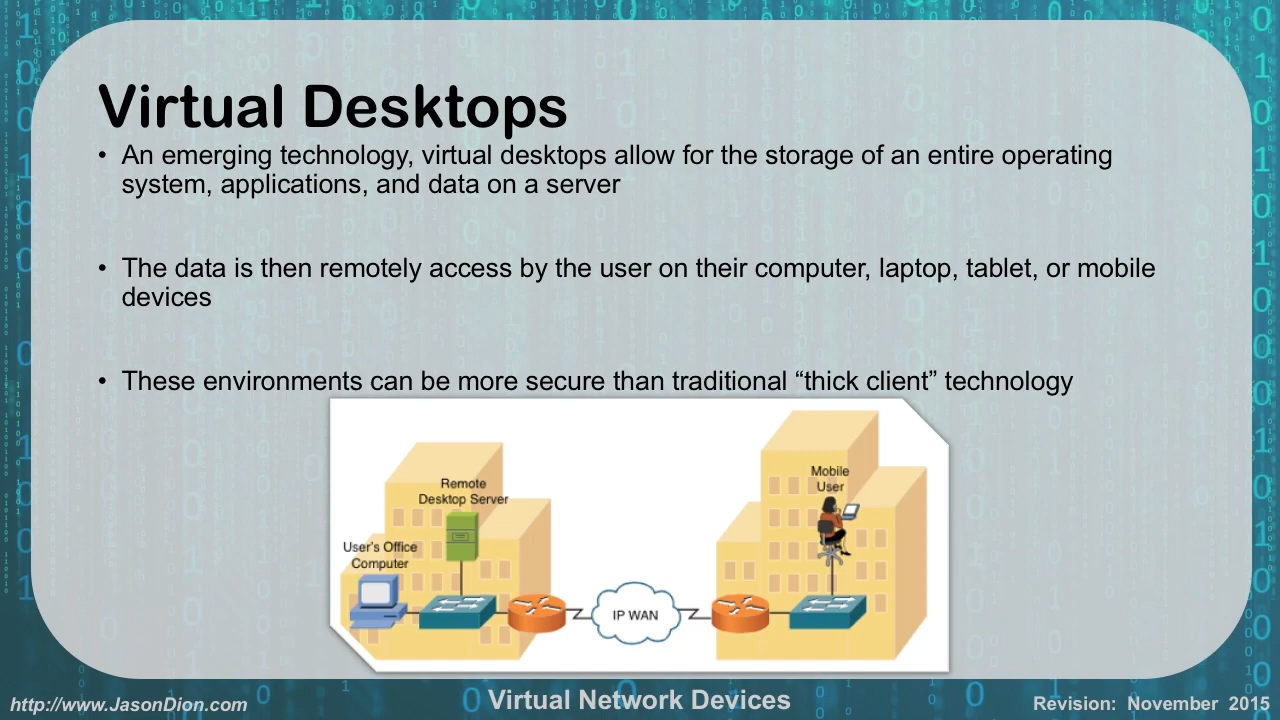 Virtual Desktops
• An emerging technology, virtual desktops allow for the storage of an entire operating
system, applications, and data on a server
• The data is then remotely access by the user on their computer, laptop, tablet, or mobile
devices
• These environments can be more secure than traditional “thick client” technology
Remote
Desktop Server
User's Office
Computer
IP WAN
Mobile
User
http://www.JasonDion.com
Virtual Network Devices
Revision: November 2015